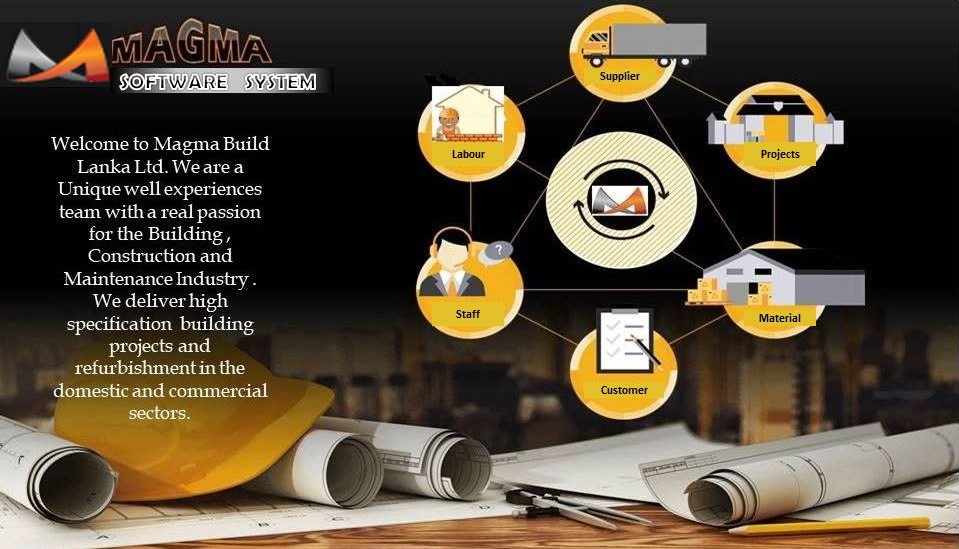 MAGMA
SOFTWARE SYSTEM
Welcome to Magma Build
Lanka Ltd. We are a
Unique well experiences
team with a real passion
for the Building ,
Construction and
Maintenance Industry .
We deliver high
specification building
projects and
refurbishment in the
domestic and commercial
sectors.
Supplier
Labour
Projects
Staff
?
Material
Customer
A
B
C